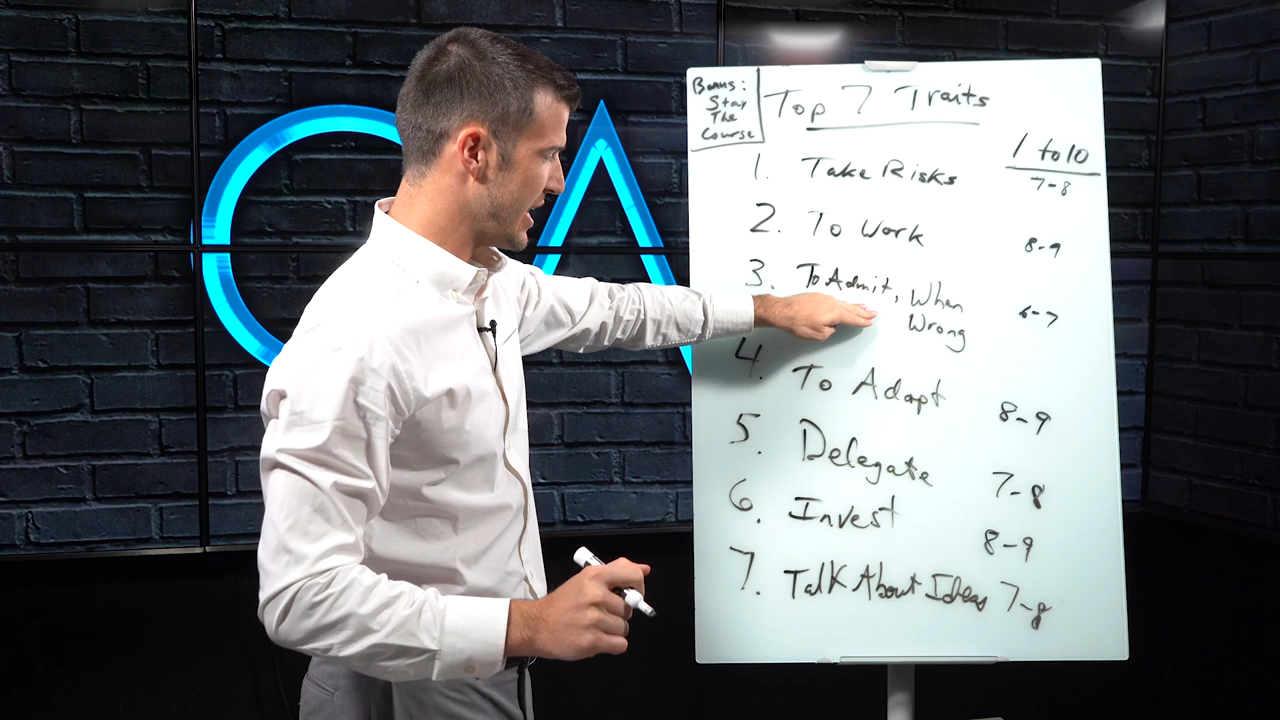 Bonus:
Stay
The
Course
Top 7 Traits
1 to 10
1. Take Risks 7-8
2. To Work 8-9
3. To Admit, When
Wrong 6-7
4. To Adapt 8-9
5. Delegate 7-8
6. Invest 8-9
7. Talk About Ideas 7-8
CA